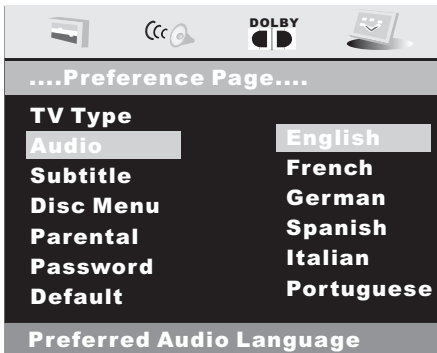 DOLBY
....Preference Page....
TV Type
Audio
Subtitle
Disc Menu
Parental
Password
Default
English
French
German
Spanish
Italian
Portuguese
Preferred Audio Language